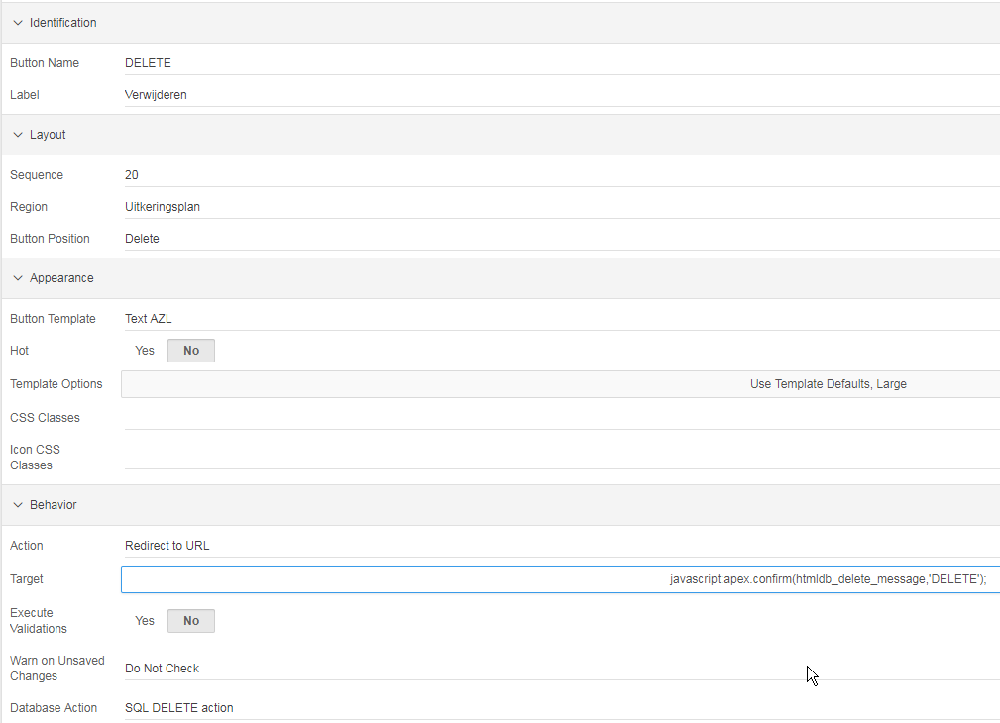 Identification
Button Name DELETE
Label Verwijderen
Layout
Sequence 20
Region Uitkeringsplan
Button Position Delete
Appearance
Button Template Text AZL
Hot Yes No
Template Options Use Template Defaults, Large
CSS Classes
Icon CSS
Classes
Behavior
Action Redirect to URL
Target javascript:apex.confirm(htmldb_delete_message,'DELETE');
Execute
Validations Yes No
Warn on Unsaved
Changes Do Not Check
Database Action SQL DELETE action